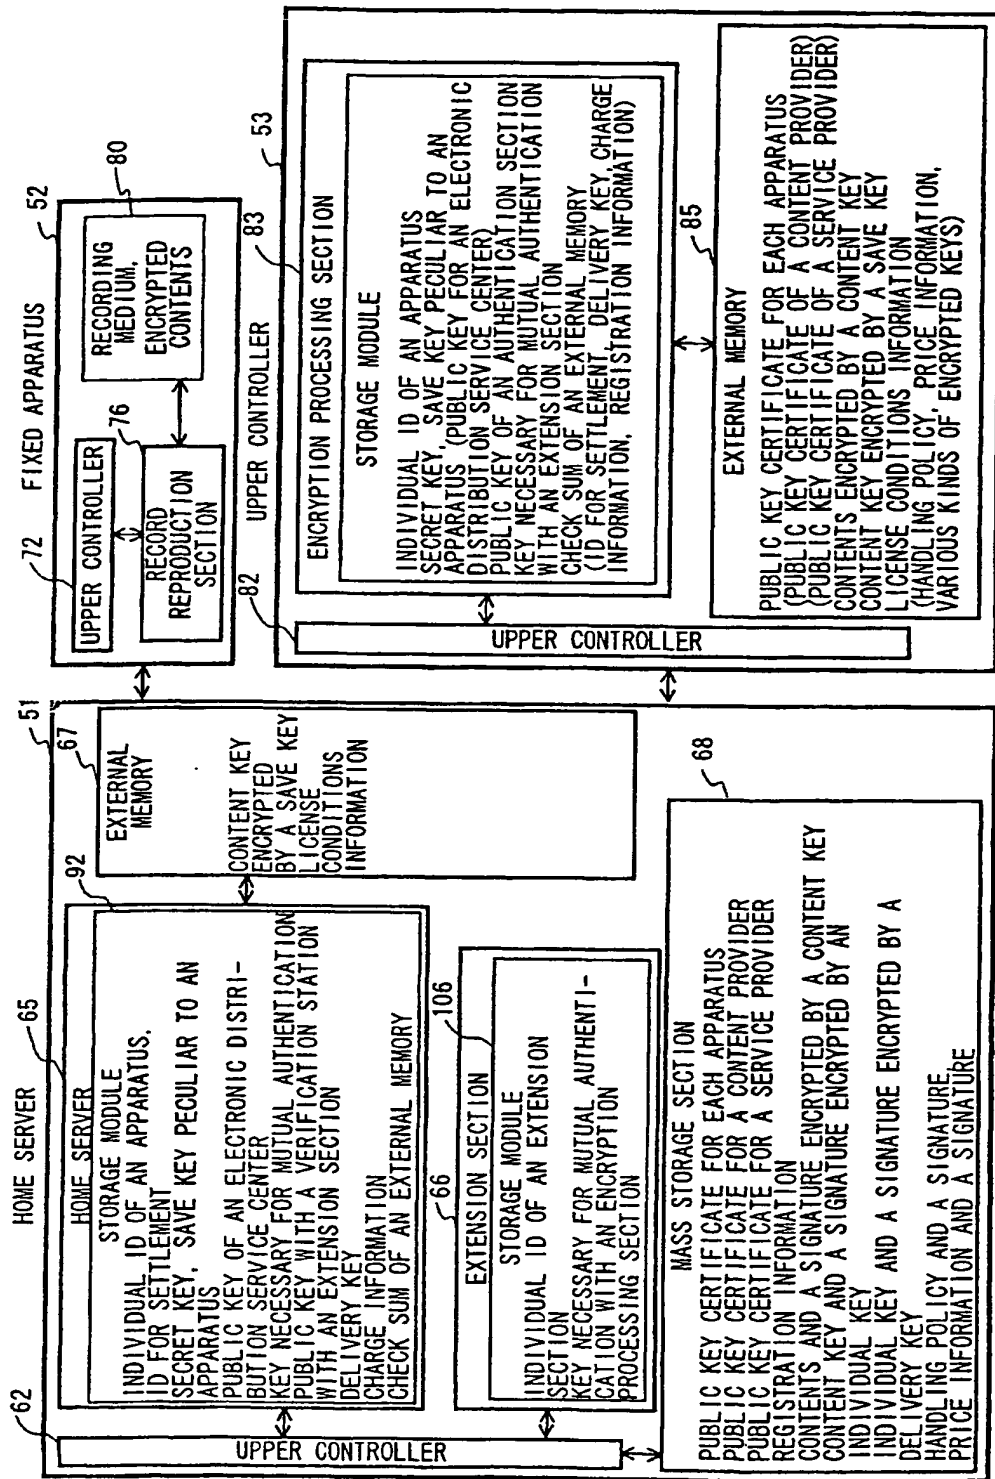 HOME SERVER
51
62
UPPER CONTROLLER
65
HOME SERVER
92
STORAGE MODULE
INDIVIDUAL ID OF AN APPARATUS,
ID FOR SETTLEMENT
SECRET KEY, SAVE KEY PECULIAR TO AN
APPARATUS
PUBLIC KEY OF AN ELECTRONIC DISTRI-
BUTION SERVICE CENTER
KEY NECESSARY FOR MUTUAL AUTHENTICATION
PUBLIC KEY WITH A VERIFICATION STATION
WITH AN EXTENSION SECTION
DELIVERY KEY
CHARGE INFORMATION
CHECK SUM OF AN EXTERNAL MEMORY
67
EXTERNAL
MEMORY
CONTENT KEY
ENCRYPTED
BY A SAVE KEY
LICENSE
CONDITIONS
INFORMATION
66
EXTENSION SECTION
106
STORAGE MODULE
INDIVIDUAL ID OF AN EXTENSION
SECTION
KEY NECESSARY FOR MUTUAL AUTHENTI-
CATION WITH AN ENCRYPTION
PROCESSING SECTION
68
MASS STORAGE SECTION
PUBLIC KEY CERTIFICATE FOR EACH APPARATUS
PUBLIC KEY CERTIFICATE FOR A CONTENT PROVIDER
PUBLIC KEY CERTIFICATE FOR A SERVICE PROVIDER
REGISTRATION INFORMATION
CONTENTS AND A SIGNATURE ENCRYPTED BY A CONTENT KEY
CONTENT KEY AND A SIGNATURE ENCRYPTED BY AN
INDIVIDUAL KEY
INDIVIDUAL KEY AND A SIGNATURE ENCRYPTED BY A
DELIVERY KEY
HANDLING POLICY AND A SIGNATURE,
PRICE INFORMATION AND A SIGNATURE
FIXED APPARATUS
52
72
UPPER CONTROLLER
76
RECORD
REPRODUCTION
SECTION
80
RECORDING
MEDIUM,
ENCRYPTED
CONTENTS
UPPER CONTROLLER
53
82
UPPER CONTROLLER
83
ENCRYPTION PROCESSING SECTION
STORAGE MODULE
INDIVIDUAL ID OF AN APPARATUS
SECRET KEY, SAVE KEY PECULIAR TO AN
APPARATUS (PUBLIC KEY FOR AN ELECTRONIC
DISTRIBUTION SERVICE CENTER)
PUBLIC KEY OF AN AUTHENTICATION SECTION
KEY NECESSARY FOR MUTUAL AUTHENTICATION
WITH AN EXTENSION SECTION
CHECK SUM OF AN EXTERNAL MEMORY
(ID FOR SETTLEMENT, DELIVERY KEY, CHARGE
INFORMATION, REGISTRATION INFORMATION)
85
EXTERNAL MEMORY
PUBLIC KEY CERTIFICATE FOR EACH APPARATUS
(PUBLIC KEY CERTIFICATE OF A CONTENT PROVIDER)
(PUBLIC KEY CERTIFICATE OF A SERVICE PROVIDER)
CONTENTS ENCRYPTED BY A CONTENT KEY
CONTENT KEY ENCRYPTED BY A SAVE KEY
LICENSE CONDITIONS INFORMATION
(HANDLING POLICY, PRICE INFORMATION,
VARIOUS KINDS OF ENCRYPTED KEYS)